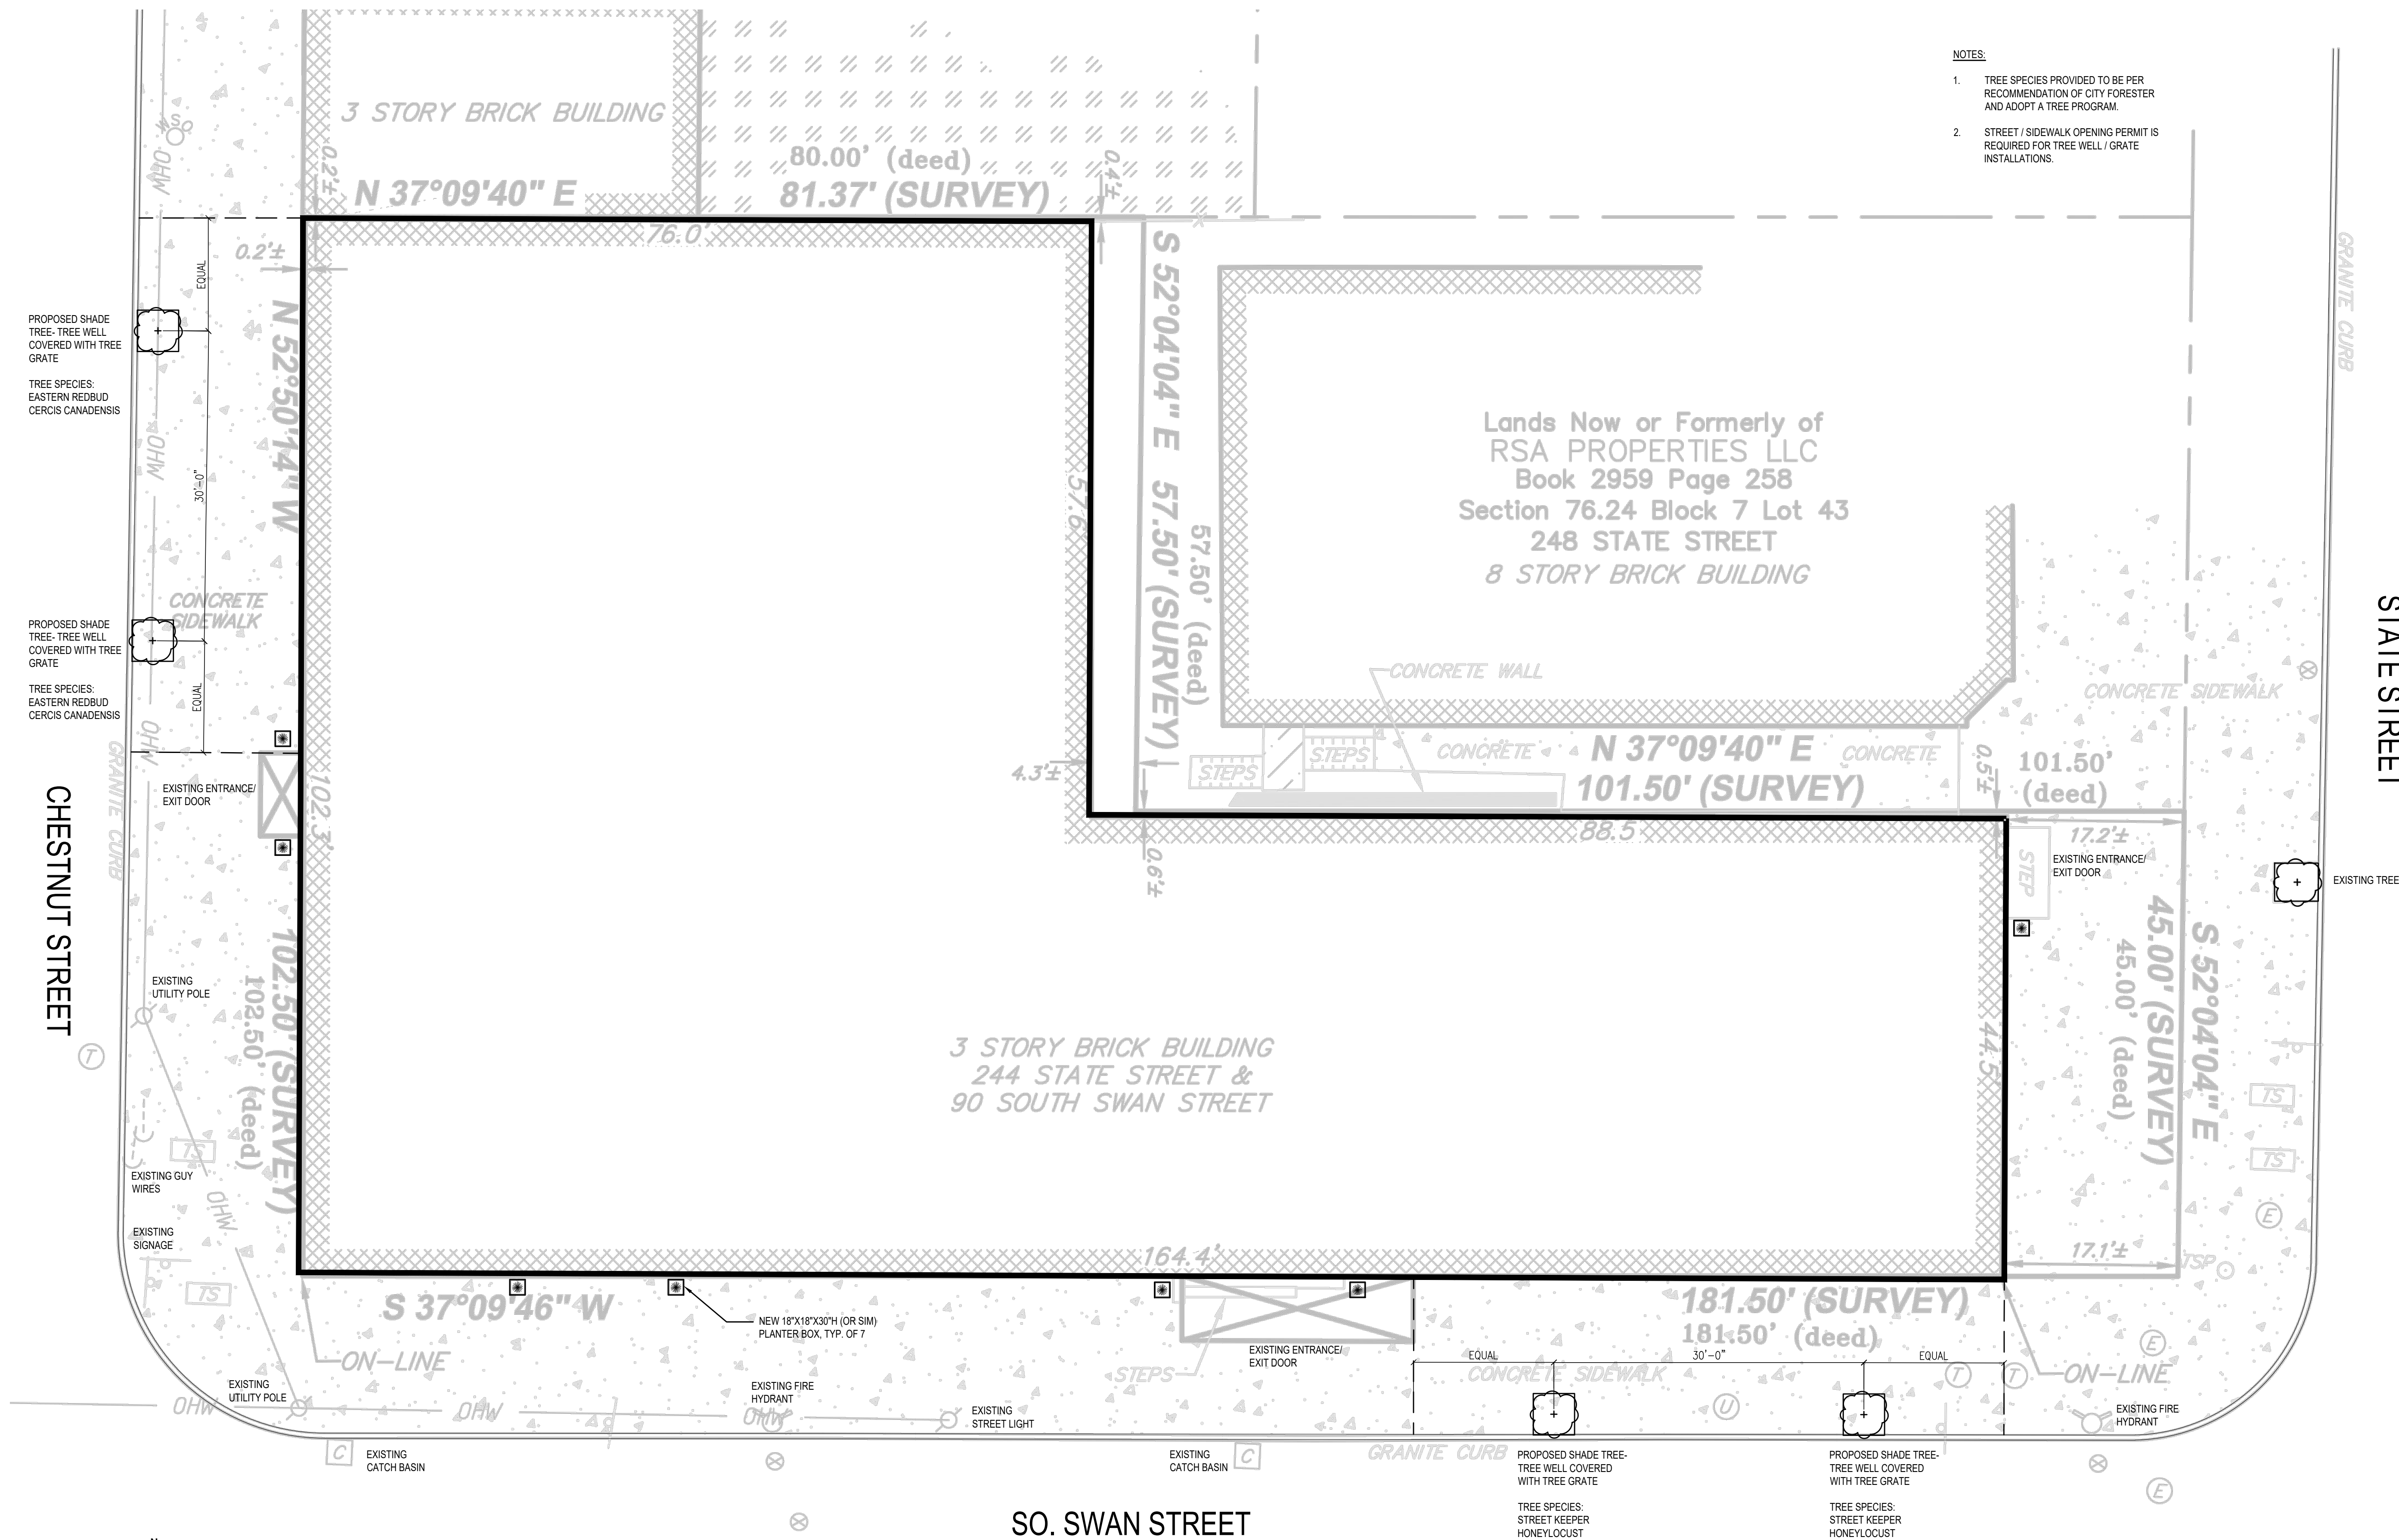 NOTES:
1. TREE SPECIES PROVIDED TO BE PER
RECOMMENDATION OF CITY FORESTER
AND ADOPT A TREE PROGRAM.
2. STREET / SIDEWALK OPENING PERMIT IS
REQUIRED FOR TREE WELL / GRATE
INSTALLATIONS.
3 STORY BRICK BUILDING
OHW
0.2'±
80.00' (deed)
N 37°09'40" E
81.37' (SURVEY)
0.4'±
X
76.0'
0.2'±
EQUAL
GRANITE CURB
PROPOSED SHADE
TREE- TREE WELL
COVERED WITH TREE
GRATE
TREE SPECIES:
EASTERN REDBUD
CERCIS CANADENSIS
N 52°50'14" W
S 52°04'04" E 57.50' (SURVEY)
57.50' (deed)
57.6'
OHW
30'-0"
Lands Now or Formerly of
RSA PROPERTIES LLC
Book 2959 Page 258
Section 76.24 Block 7 Lot 43
248 STATE STREET
8 STORY BRICK BUILDING
CONCRETE
SIDEWALK
PROPOSED SHADE
TREE- TREE WELL
COVERED WITH TREE
GRATE
TREE SPECIES:
EASTERN REDBUD
CERCIS CANADENSIS
EQUAL
OHW
CONCRETE WALL
CONCRETE SIDEWALK
STATE STREET
STEPS
STEPS
CONCRETE
N 37°09'40" E
CONCRETE
101.50' (SURVEY)
0.5'±
101.50'
(deed)
4.3'±
GRANITE CURB
EXISTING ENTRANCE/
EXIT DOOR
102.3'
88.5'
0.6'±
17.2'±
STEP
EXISTING ENTRANCE/
EXIT DOOR
EXISTING TREE
CHESTNUT STREET
102.50' (SURVEY)
102.50' (deed)
EXISTING
UTILITY POLE
T
44.5'
45.00' (deed)
45.00' (SURVEY)
S 52°04'04" E
3 STORY BRICK BUILDING
244 STATE STREET &
90 SOUTH SWAN STREET
TS
TS
TS
EXISTING GUY
WIRES
OHW
E
EXISTING
SIGNAGE
TS
164.4'
17.1'±
TSP
S 37°09'46" W
NEW 18"X18"X30"H (OR SIM)
PLANTER BOX, TYP. OF 7
181.50' (SURVEY)
181.50' (deed)
ON-LINE
EXISTING ENTRANCE/
EXIT DOOR
STEPS
EQUAL
30'-0"
EQUAL
E
CONCRETE SIDEWALK
T
T
ON-LINE
EXISTING
UTILITY POLE
OHW
OHW
EXISTING FIRE
HYDRANT
OHW
EXISTING
STREET LIGHT
U
EXISTING FIRE
HYDRANT
C
EXISTING
CATCH BASIN
EXISTING
CATCH BASIN
C
GRANITE CURB
PROPOSED SHADE TREE-
TREE WELL COVERED
WITH TREE GRATE
TREE SPECIES:
STREET KEEPER
HONEYLOCUST
PROPOSED SHADE TREE-
TREE WELL COVERED
WITH TREE GRATE
TREE SPECIES:
STREET KEEPER
HONEYLOCUST
E
SO. SWAN STREET